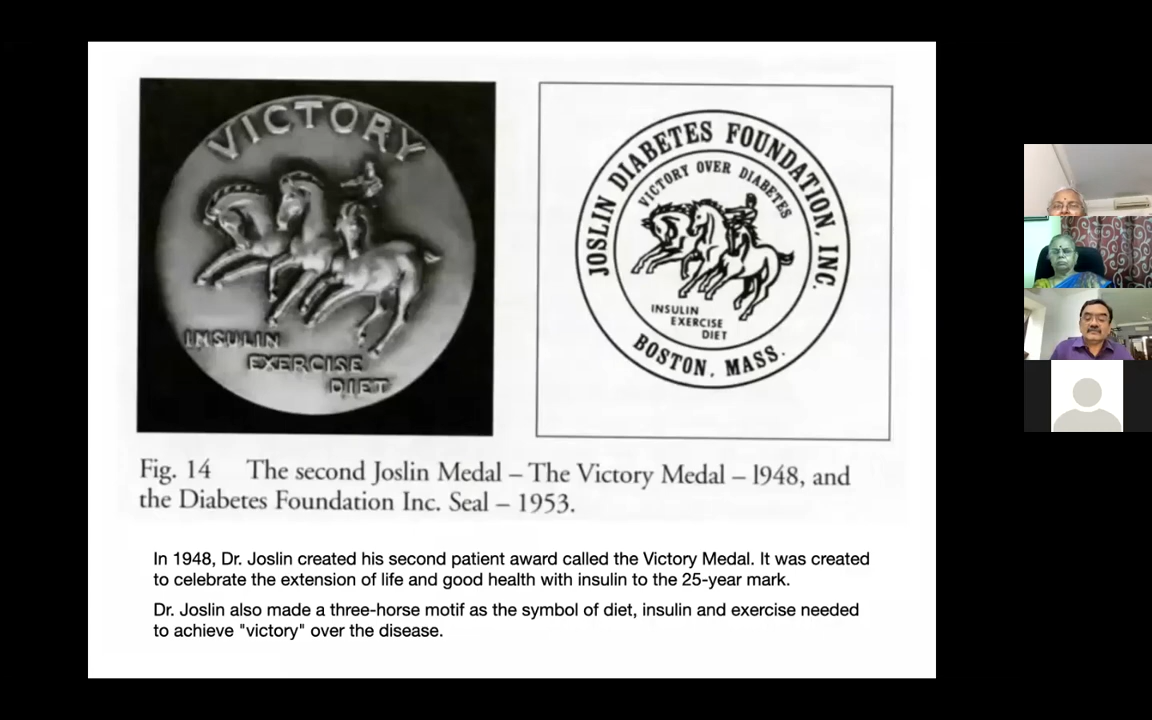 VICTORY
INSULIN
EXERCISE
DIET
JOSLIN DIABETES FOUNDATION, INC.
VICTORY OVER DIABETES
INSULIN
EXERCISE
DIET
BOSTON, MASS.
Fig. 14 The second Joslin Medal – The Victory Medal – l948, and
the Diabetes Foundation Inc. Seal – 1953.
In 1948, Dr. Joslin created his second patient award called the Victory Medal. It was created
to celebrate the extension of life and good health with insulin to the 25-year mark.
Dr. Joslin also made a three-horse motif as the symbol of diet, insulin and exercise needed
to achieve "victory" over the disease.